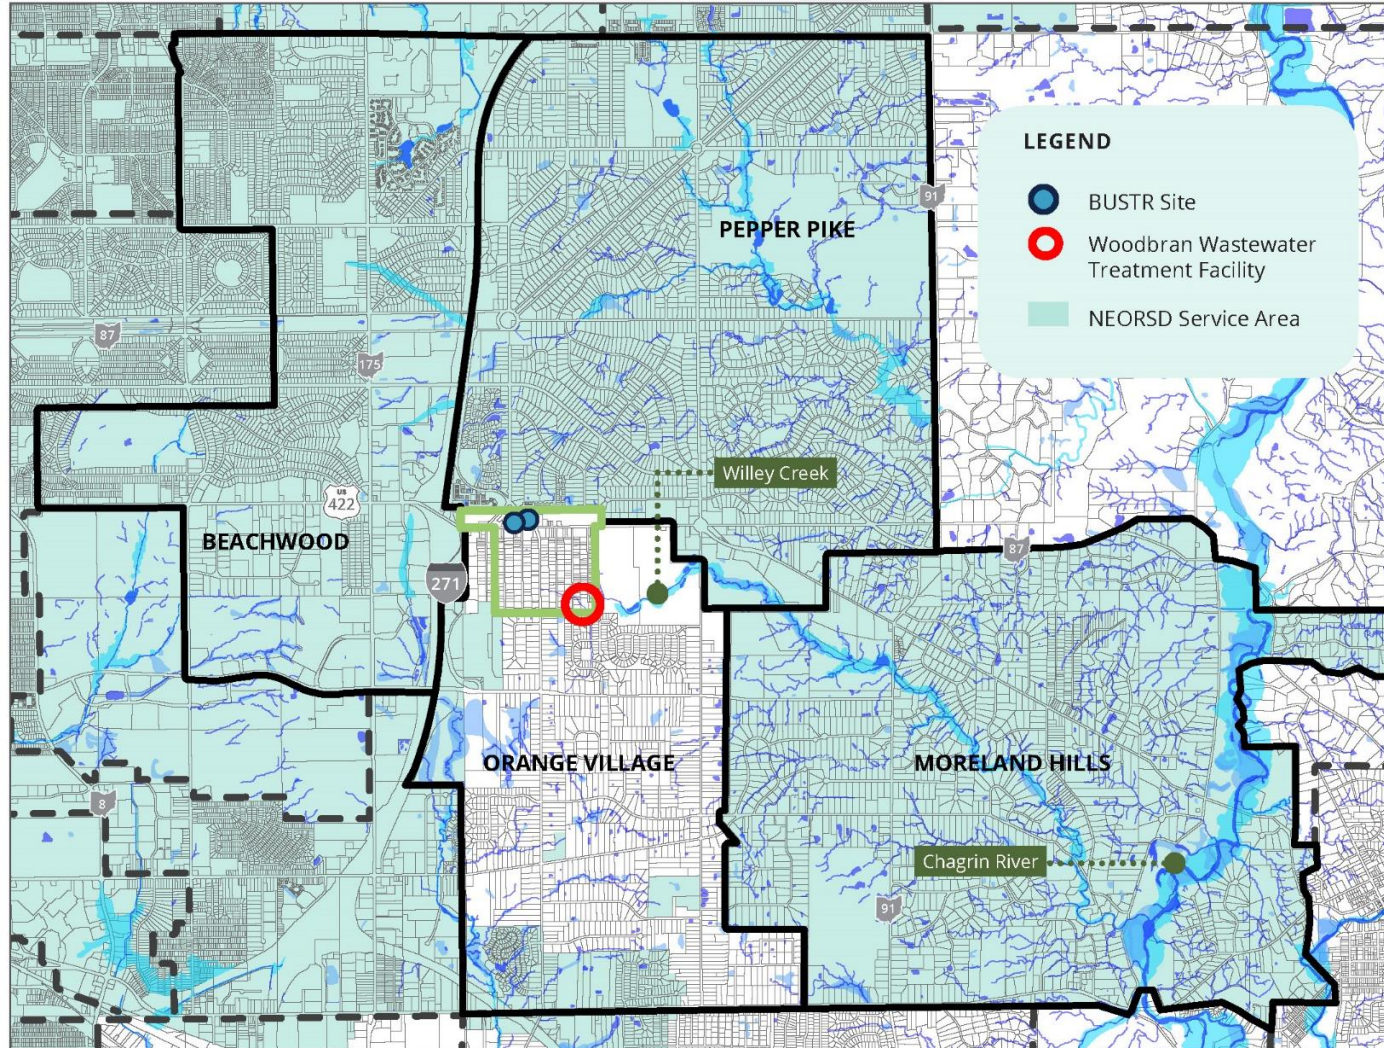 LEGEND
BUSTR Site
Woodbran Wastewater
Treatment Facility
NEORSD Service Area
91
PEPPER PIKE
87
175
Willey Creek
US
422
BEACHWOOD
87
271
ORANGE VILLAGE
MORELAND HILLS
8
Chagrin River
91